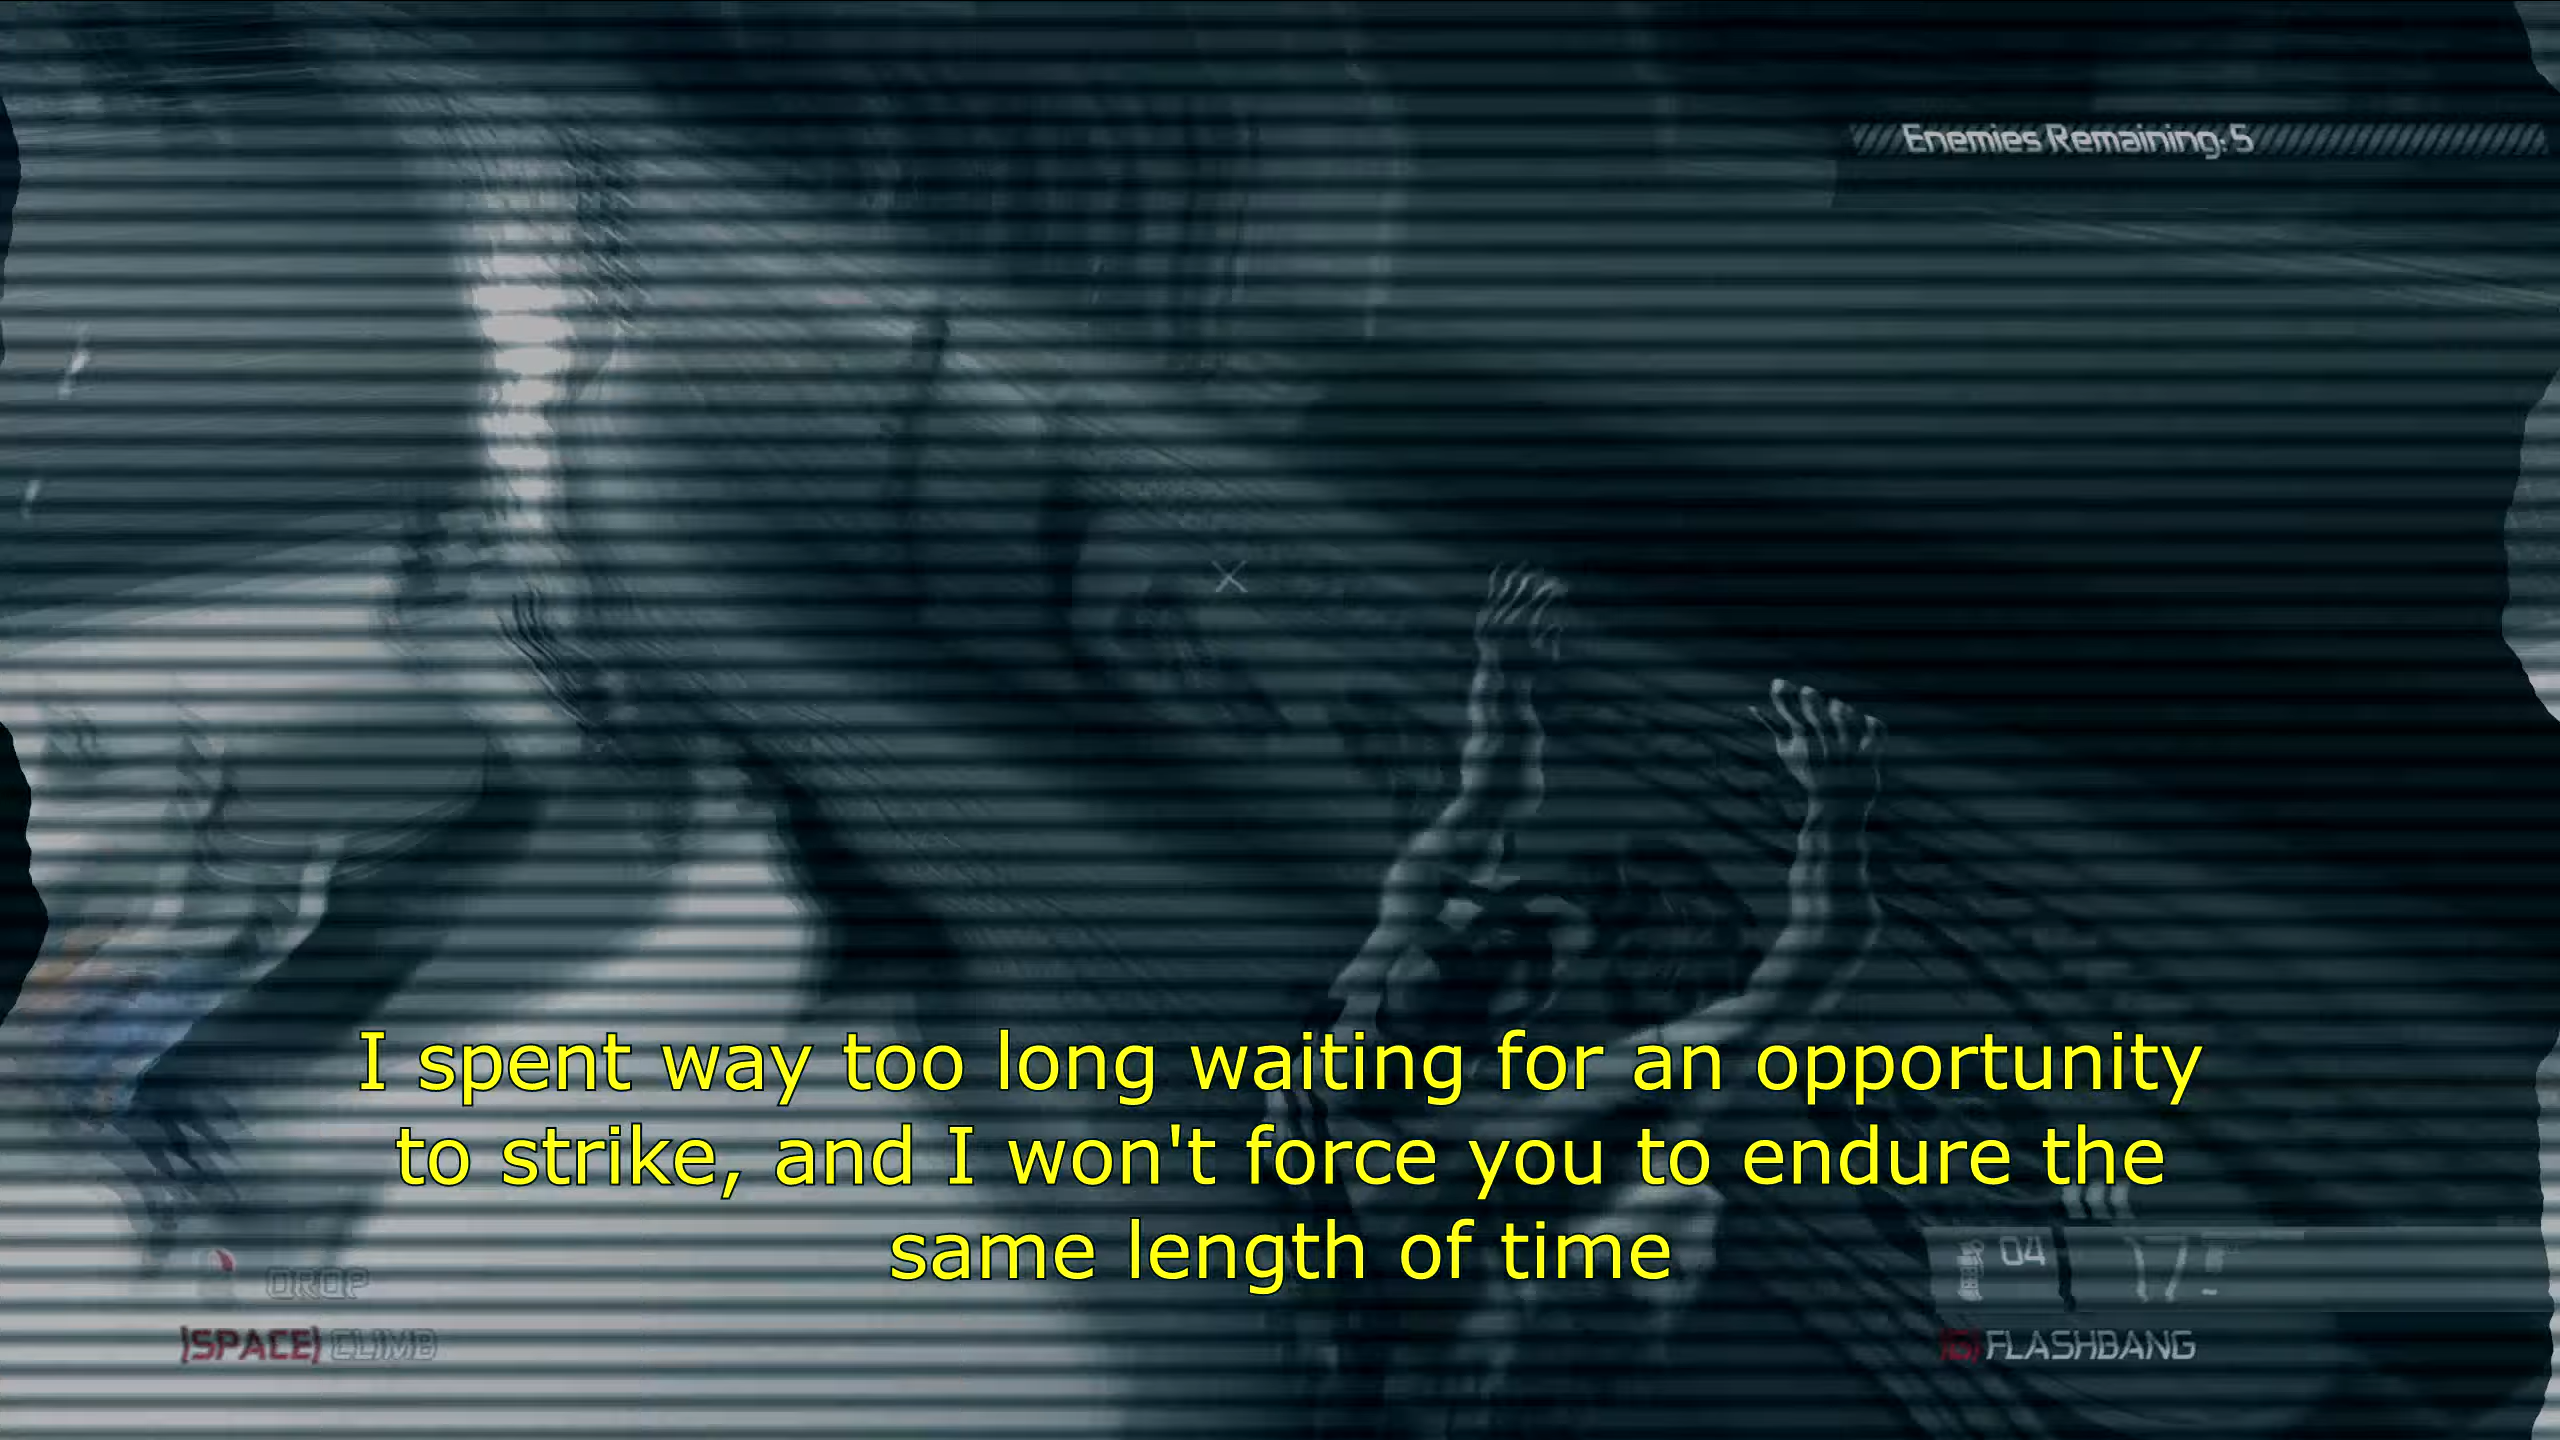 Enemies Remaining: 5
I spent way too long waiting for an opportunity
to strike, and I won't force you to endure the
same length of time
DROP
(SPACE) CLIMB
04
17
(G) FLASHBANG